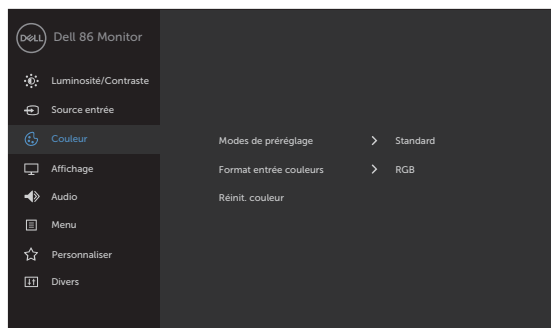 DELL Dell 86 Monitor
Luminosité/Contraste
Source entrée
Couleur
Modes de préréglage > Standard
Affichage
Format entrée couleurs > RGB
Audio
Réinit. couleur
Menu
Personnaliser
Divers